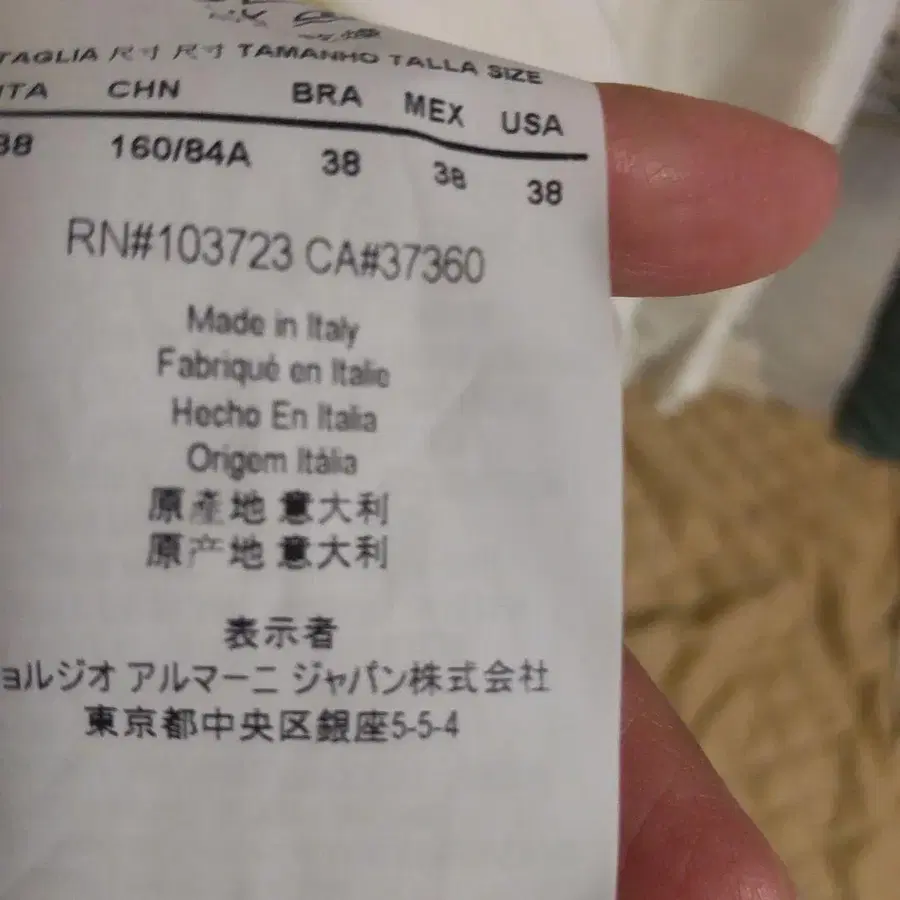 TAGLIA 尺寸 尺寸 TAMANHO TALLA SIZE
ITA CHN BRA MEX USA
38 160/84A 38 38 38
RN#103723 CA#37360
Made in Italy
Fabriqué en Italie
Hecho En Italia
Origem Itália
原產地 意大利
原产地 意大利
表示者
ョルジオ アルマーニ ジャパン株式会社
東京都中央区銀座5-5-4